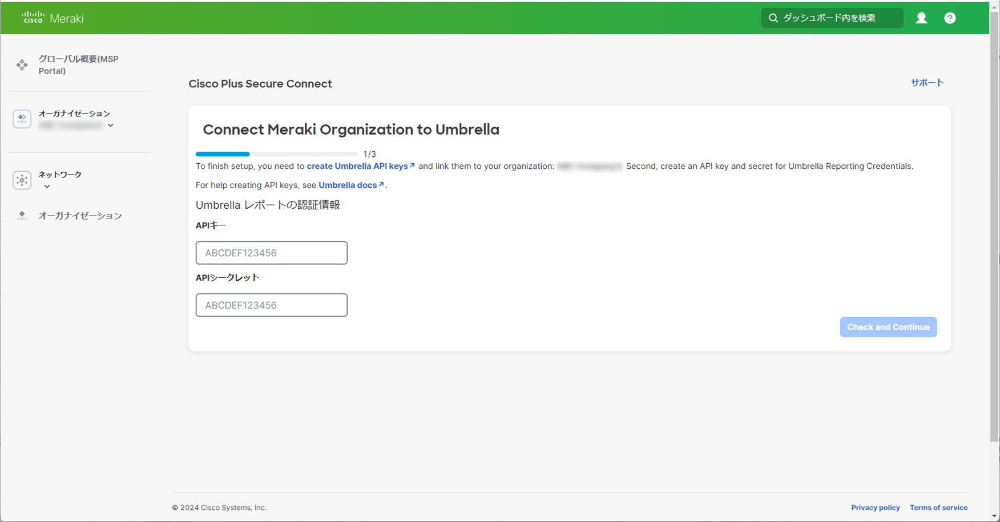 cisco Meraki
ダッシュボード内を検索
グローバル概要(MSP
Portal)
オーガナイゼーション
ネットワーク
オーガナイゼーション
Cisco Plus Secure Connect
サポート
Connect Meraki Organization to Umbrella
1/3
To finish setup, you need to create Umbrella API keys and link them to your organization: Second, create an API key and secret for Umbrella Reporting Credentials.
For help creating API keys, see Umbrella docs.
Umbrella レポートの認証情報
APIキー
ABCDEF123456
APIシークレット
ABCDEF123456
Check and Continue
© 2024 Cisco Systems, Inc.
Privacy policy Terms of service